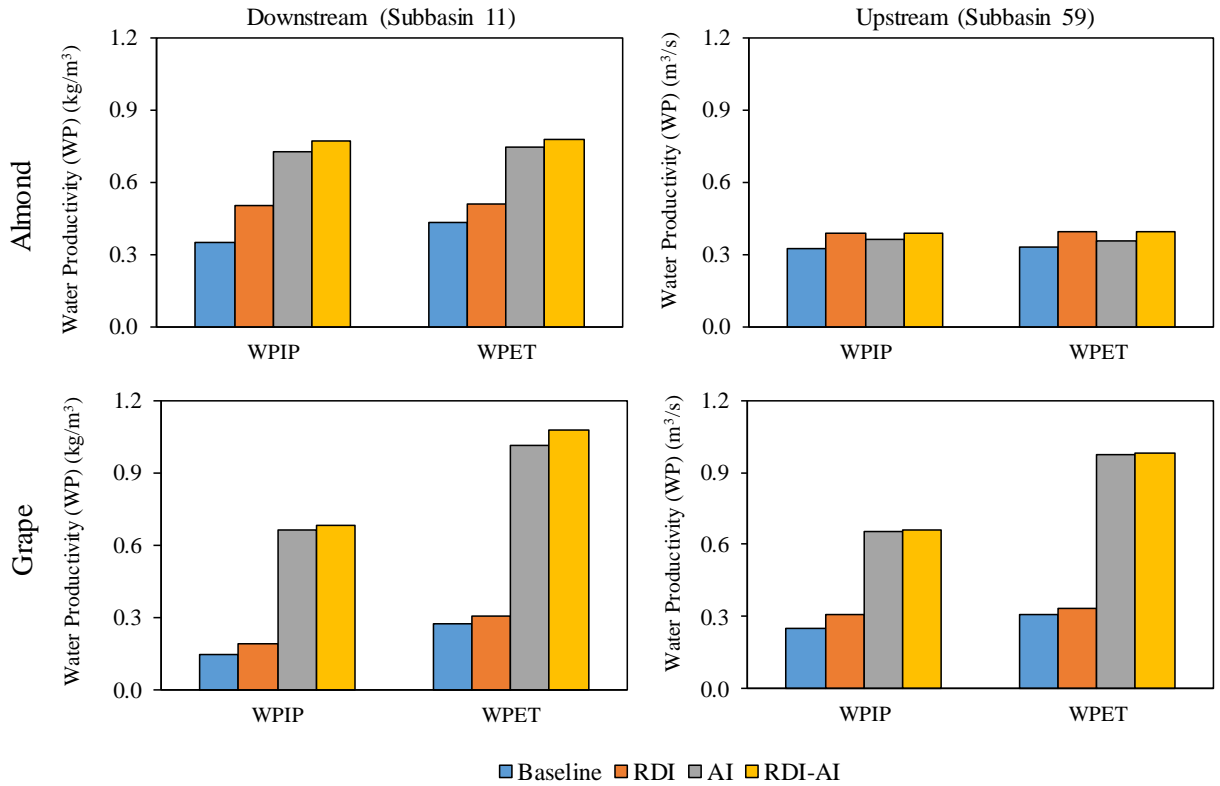 Downstream (Subbasin 11)
Upstream (Subbasin 59)
Almond
Water Productivity (WP) (kg/m³)
1.2
0.9
0.6
0.3
0.0
WPIP
WPET
Water Productivity (WP) (m³/s)
1.2
0.9
0.6
0.3
0.0
WPIP
WPET
Grape
Water Productivity (WP) (kg/m³)
1.2
0.9
0.6
0.3
0.0
WPIP
WPET
Water Productivity (WP) (m³/s)
1.2
0.9
0.6
0.3
0.0
WPIP
WPET
Baseline RDI AI RDI-AI